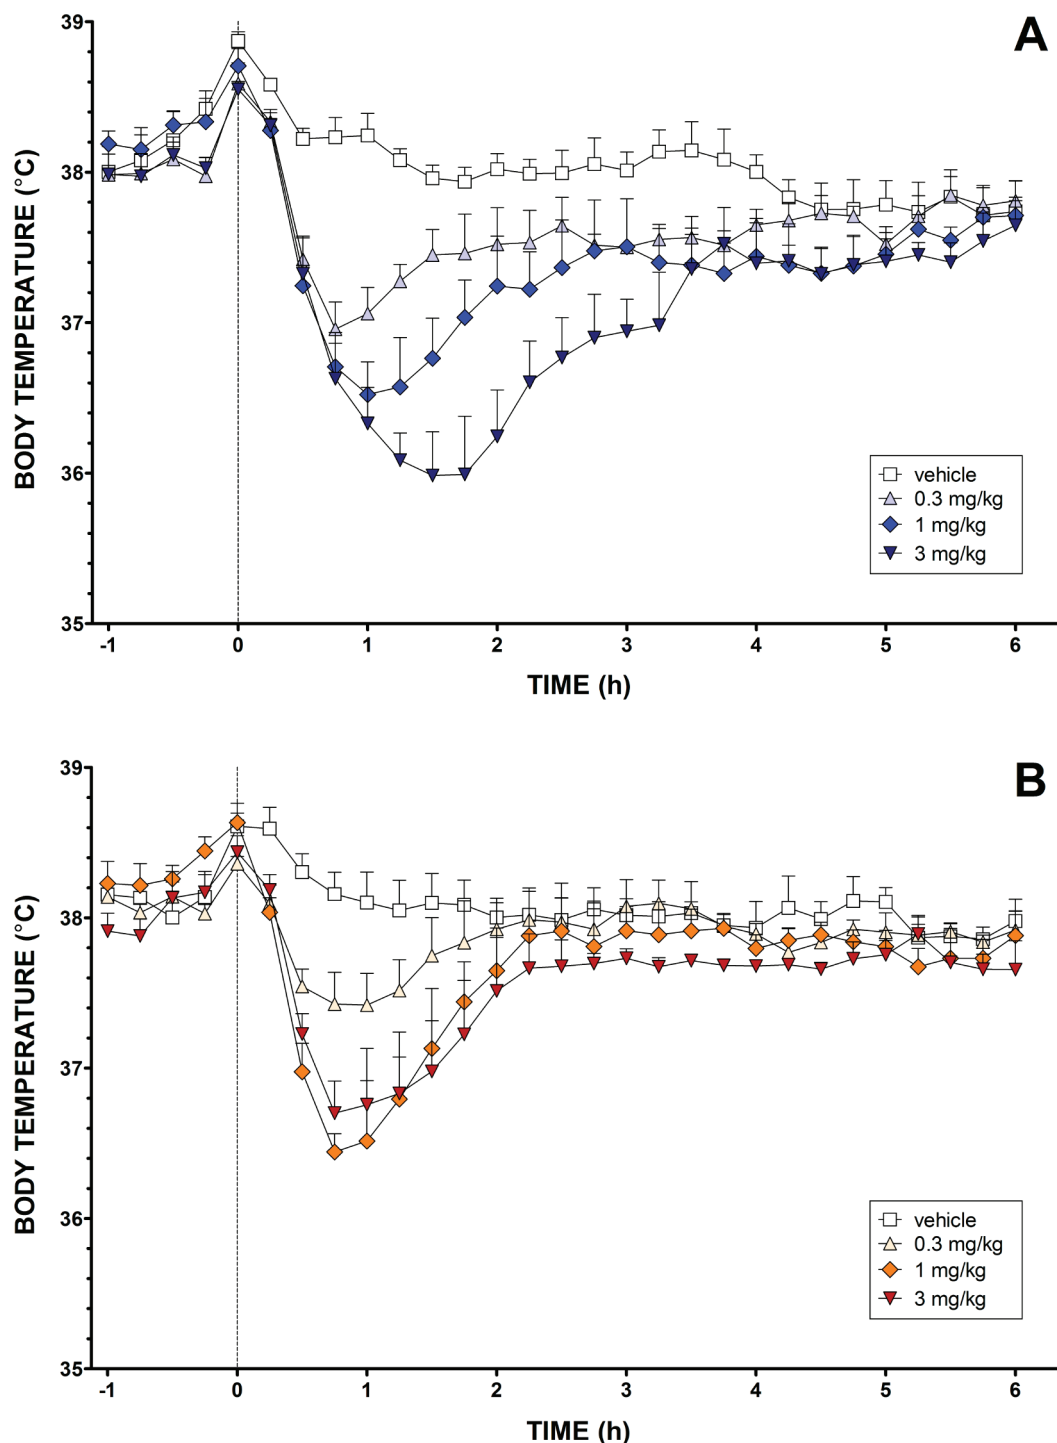 A
39
38
37
36
35
BODY TEMPERATURE (°C)
vehicle
0.3 mg/kg
1 mg/kg
3 mg/kg
-1 0 1 2 3 4 5 6
TIME (h)
B
39
38
37
36
35
BODY TEMPERATURE (°C)
vehicle
0.3 mg/kg
1 mg/kg
3 mg/kg
-1 0 1 2 3 4 5 6
TIME (h)